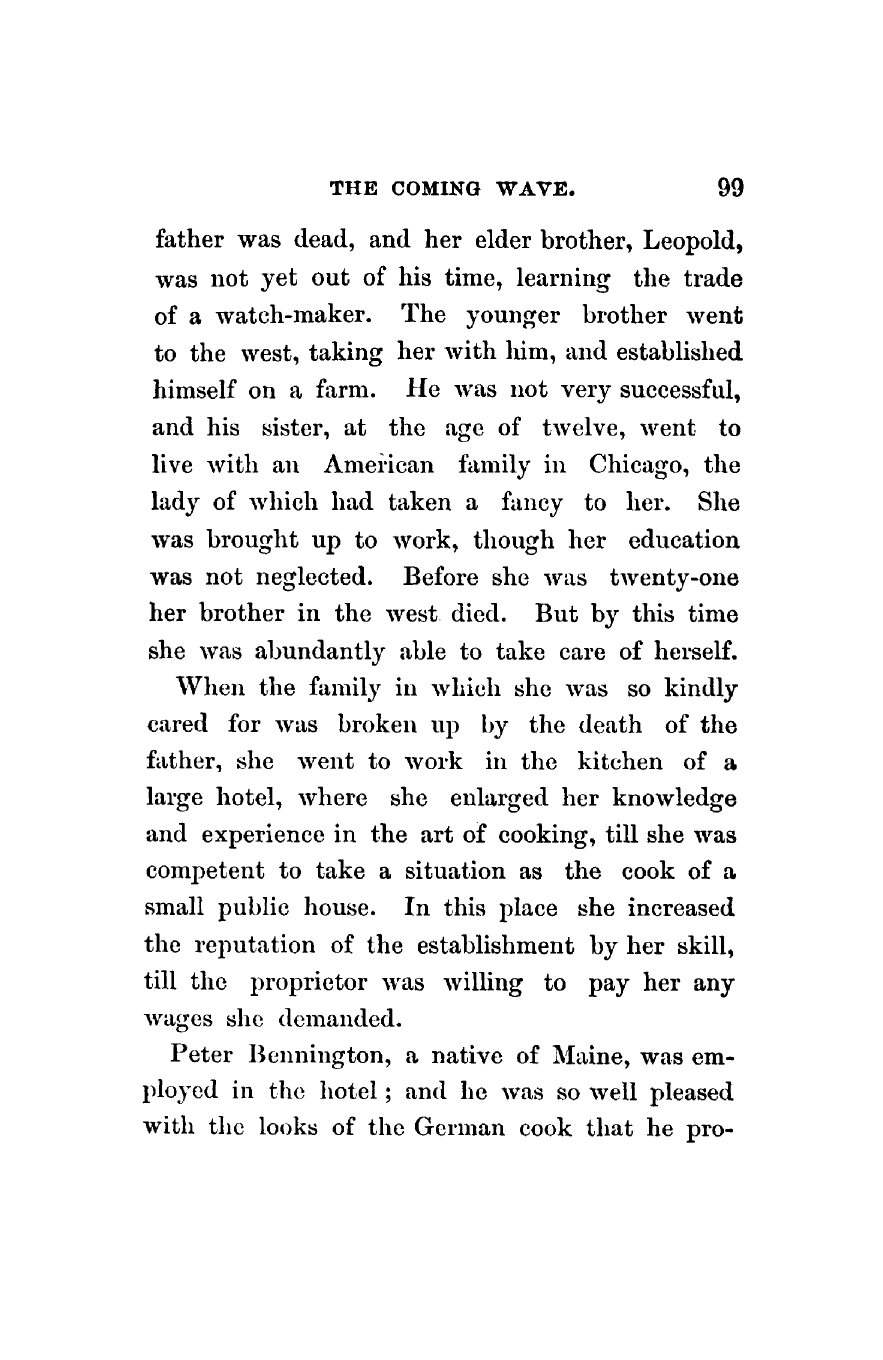 THE COMING WAVE. 99
father was dead, and her elder brother, Leopold,
was not yet out of his time, learning the trade
of a watch-maker. The younger brother went
to the west, taking her with him, and established
himself on a farm. He was not very successful,
and his sister, at the age of twelve, went to
live with an American family in Chicago, the
lady of which had taken a fancy to her. She
was brought up to work, though her education
was not neglected. Before she was twenty-one
her brother in the west died. But by this time
she was abundantly able to take care of herself.
When the family in which she was so kindly
cared for was broken up by the death of the
father, she went to work in the kitchen of a
large hotel, where she enlarged her knowledge
and experience in the art of cooking, till she was
competent to take a situation as the cook of a
small public house. In this place she increased
the reputation of the establishment by her skill,
till the proprietor was willing to pay her any
wages she demanded.
Peter Bennington, a native of Maine, was em-
ployed in the hotel; and he was so well pleased
with the looks of the German cook that he pro-